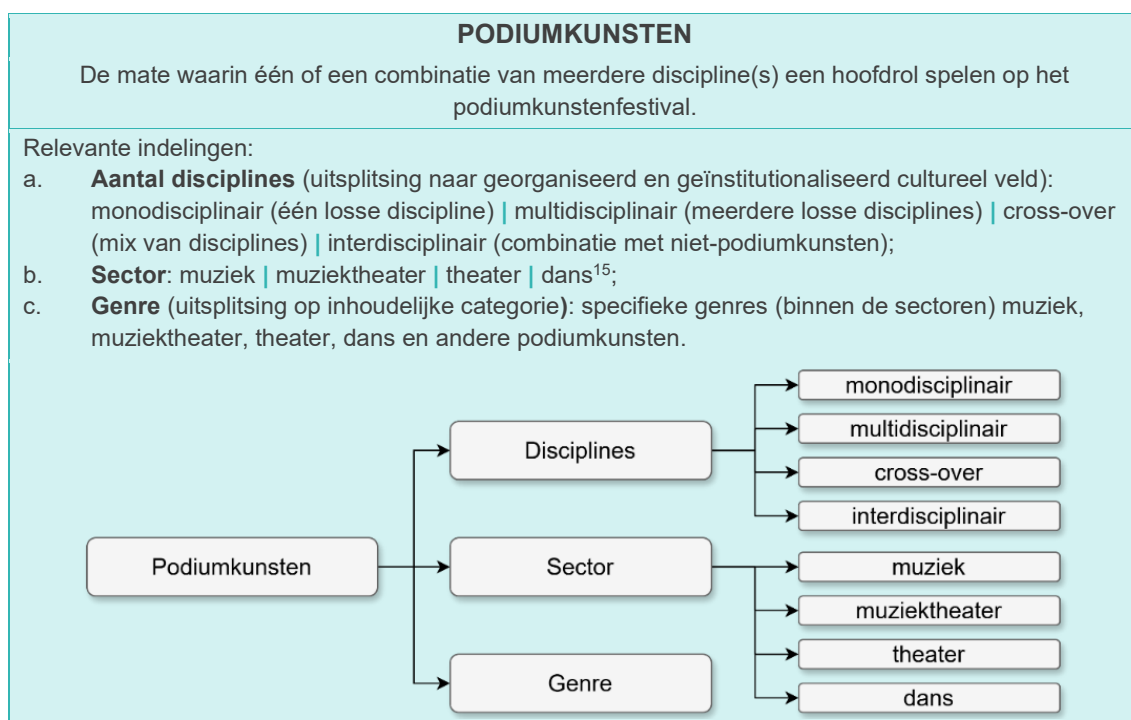 PODIUMKUNSTEN
De mate waarin één of een combinatie van meerdere discipline(s) een hoofdrol spelen op het
podiumkunstenfestival.
Relevante indelingen:
a. Aantal disciplines (uitsplitsing naar georganiseerd en geïnstitutionaliseerd cultureel veld):
monodisciplinair (één losse discipline) | multidisciplinair (meerdere losse disciplines) | cross-over
(mix van disciplines) | interdisciplinair (combinatie met niet-podiumkunsten);
b. Sector: muziek | muziektheater | theater | dans15;
c. Genre (uitsplitsing op inhoudelijke categorie): specifieke genres (binnen de sectoren) muziek,
muziektheater, theater, dans en andere podiumkunsten.
monodisciplinair
multidisciplinair
Disciplines
cross-over
interdisciplinair
Podiumkunsten
Sector
muziek
muziektheater
theater
Genre
dans